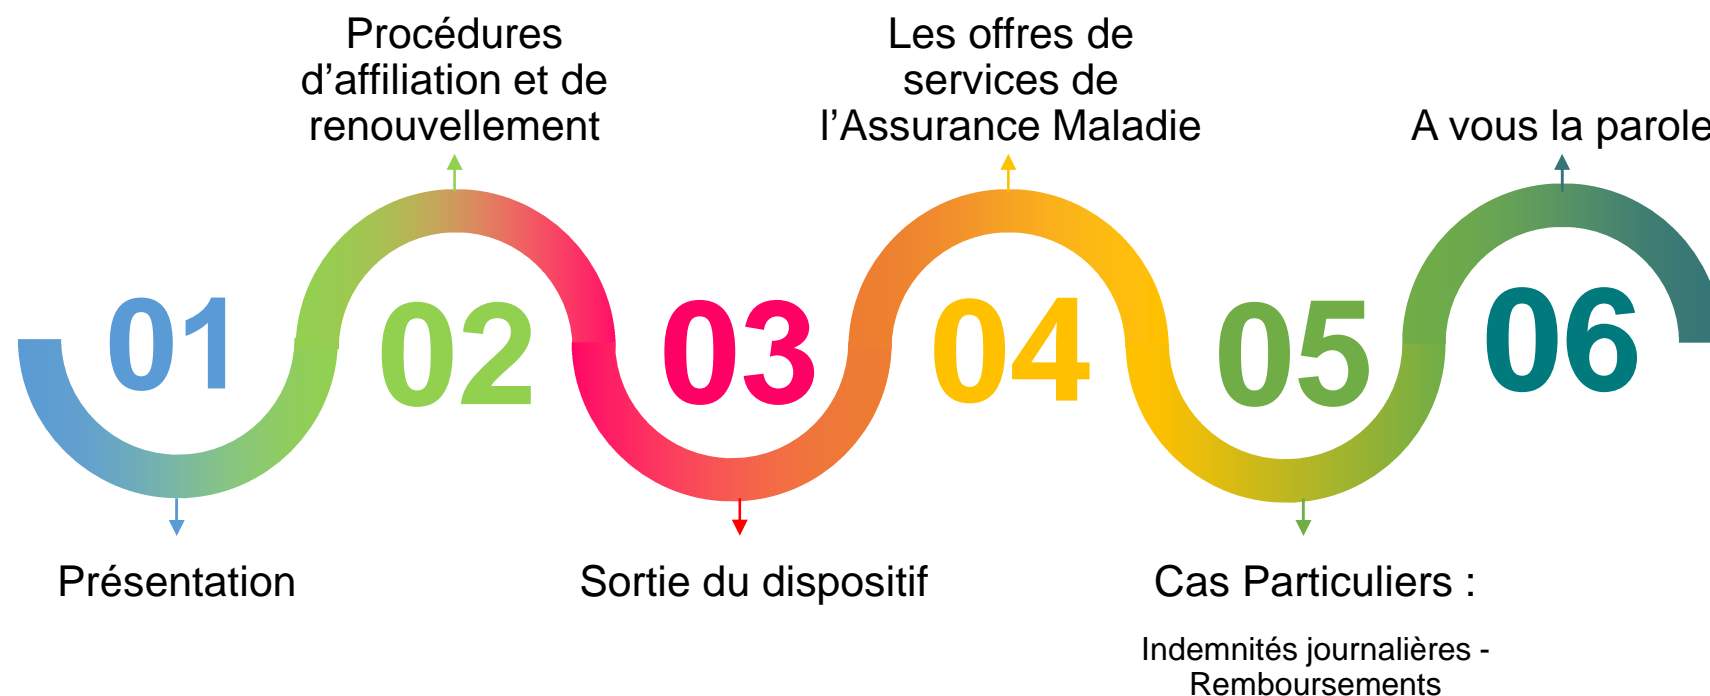 Procédures
d’affiliation et de
renouvellement
Les offres de
services de
l’Assurance Maladie
A vous la parole
01
02
03
04
05
06
Présentation
Sortie du dispositif
Cas Particuliers :
Indemnités journalières -
Remboursements